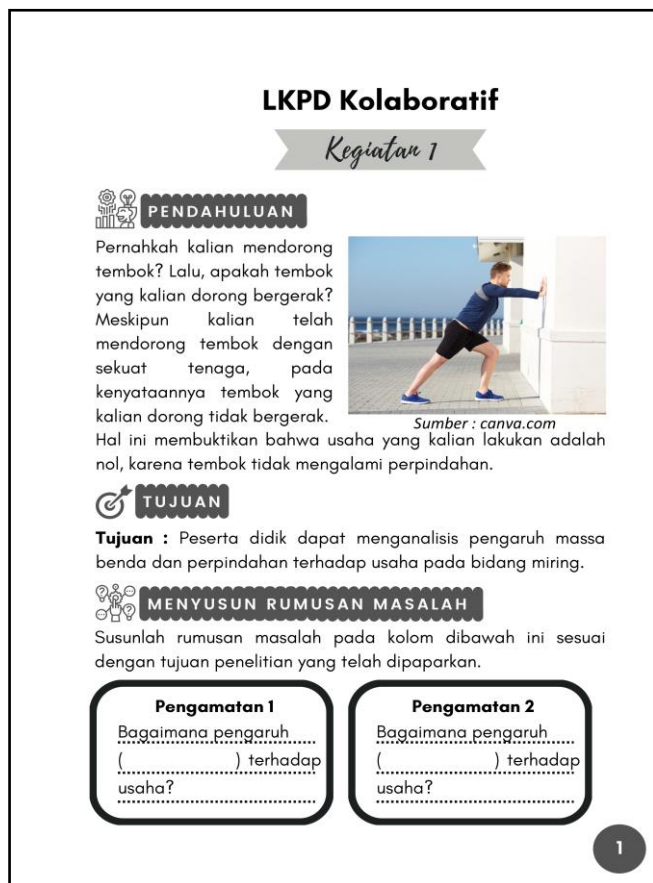 LKPD Kolaboratif
Kegiatan 1
PENDAHULUAN
Pernahkah kalian mendorong
tembok? Lalu, apakah tembok
yang kalian dorong bergerak?
Meskipun kalian telah
mendorong tembok dengan
sekuat tenaga, pada
kenyataannya tembok yang
kalian dorong tidak bergerak.
Sumber : canva.com
Hal ini membuktikan bahwa usaha yang kalian lakukan adalah
nol, karena tembok tidak mengalami perpindahan.
TUJUAN
Tujuan : Peserta didik dapat menganalisis pengaruh massa
benda dan perpindahan terhadap usaha pada bidang miring.
MENYUSUN RUMUSAN MASALAH
Susunlah rumusan masalah pada kolom dibawah ini sesuai
dengan tujuan penelitian yang telah dipaparkan.
Pengamatan 1
Bagaimana pengaruh
( ) terhadap
usaha?
Pengamatan 2
Bagaimana pengaruh
( ) terhadap
usaha?
1